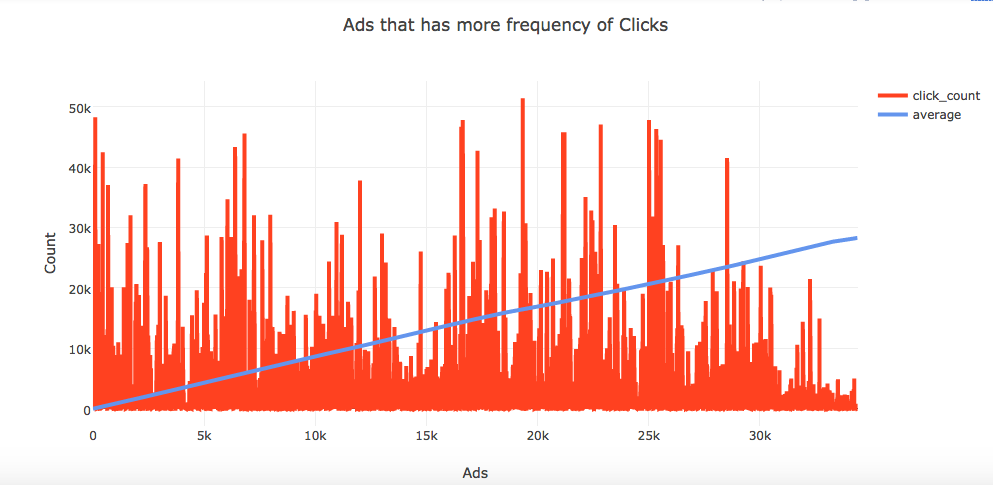 Ads that has more frequency of Clicks
click_count
average
50k
40k
30k
20k
10k
0
Count
0 5k 10k 15k 20k 25k 30k
Ads